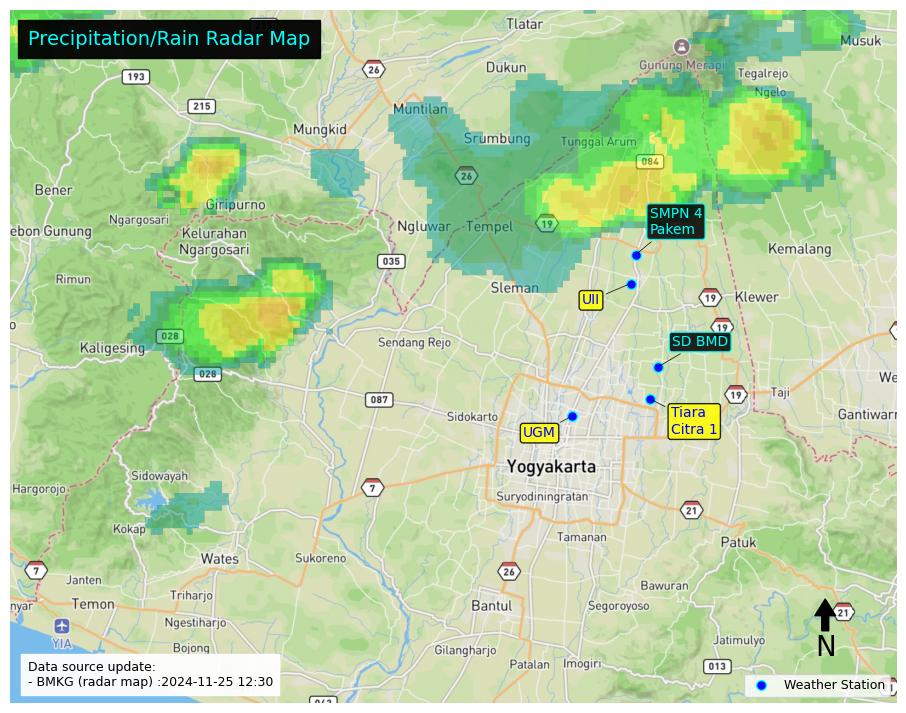 Precipitation/Rain Radar Map
Tlatar
Musuk
26
Dukun
Gunung Merapi
193
Tegalrejo
Ngelo
215
Muntilan
Mungkid
Srumbung
Tunggal Arum
084
26
Bener
Giripurno
SMPN 4
Pakem
Ngargosari
Ngluwar
Tempel
19
ebon Gunung
Kelurahan
Ngargosari
Kemalang
035
Rimun
Sleman
UII
19
Klewer
19
028
Sendang Rejo
SD BMD
Kaligesing
028
We
087
19
Taji
Sidokarto
Tiara
Citra 1
Gantiwarn
UGM
Yogyakarta
Sidowayah
Hargorojo
7
Suryodiningratan
21
Kokap
Tamanan
Patuk
Wates
Sukoreno
7
26
Janten
Bawuran
nyar
Temon
Triharjo
Bantul
Segoroyoso
21
Ngestiharjo
YIA
Jatimulyo
N
Bojong
Gilangharjo
Patalan
Imogiri
013
Data source update:
- BMKG (radar map) :2024-11-25 12:30
Weather Station